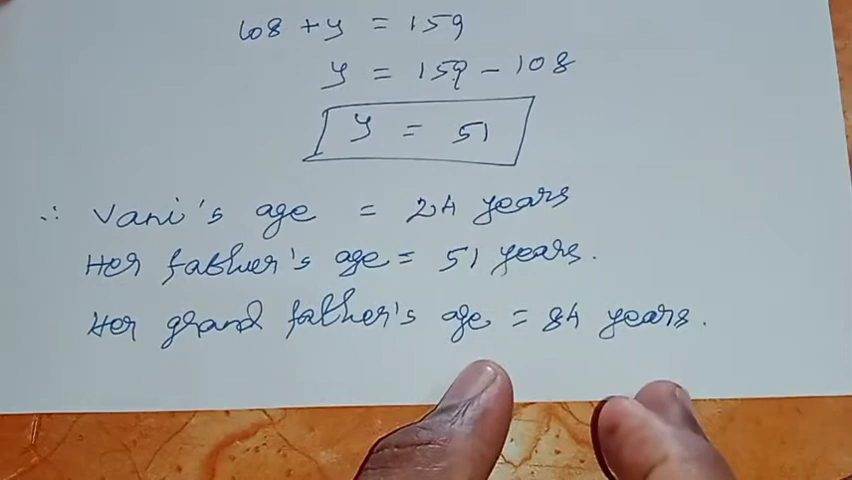 108 + y = 159
y = 159 - 108
y = 51
∴ Vani's age = 24 years
Her father's age = 51 years.
Her grand father's age = 84 years.